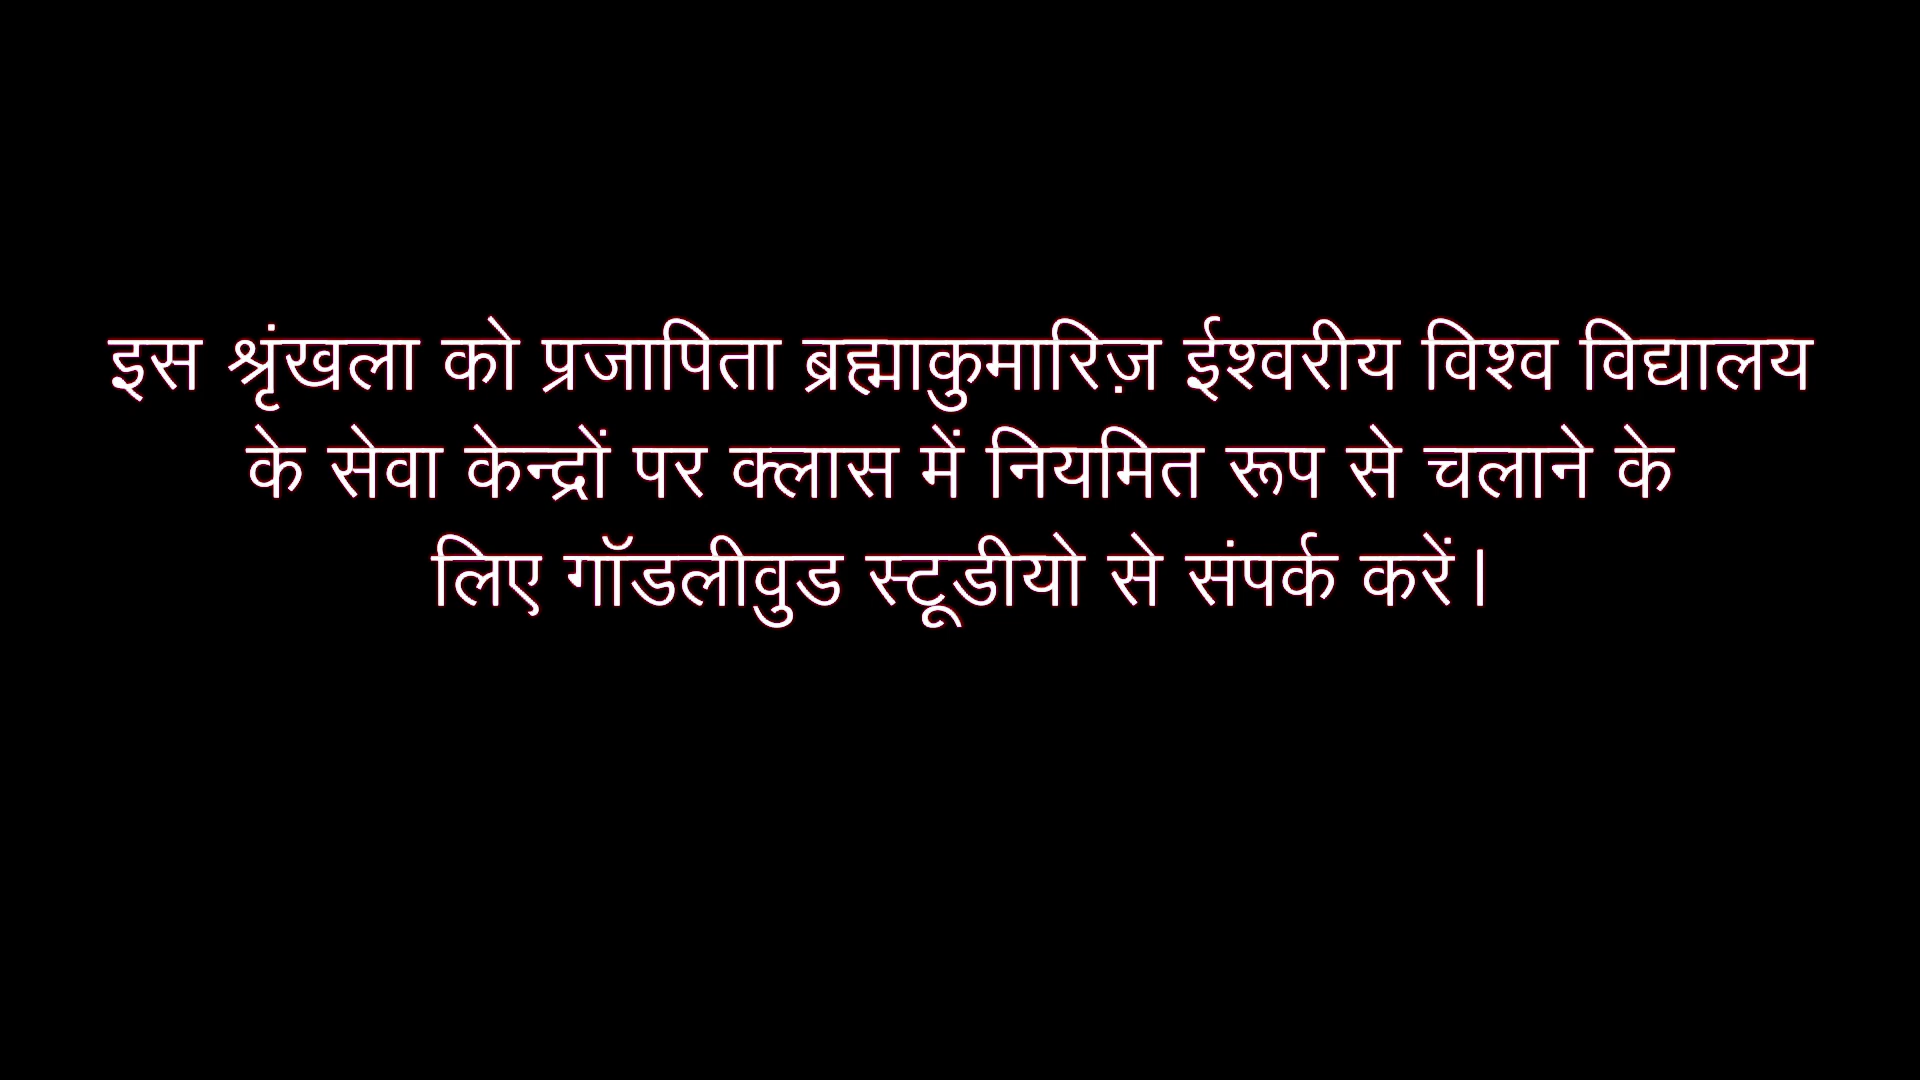 इस श्रृंखला को प्रजापिता ब्रह्माकुमारिज़ ईश्वरीय विश्व विद्यालय
के सेवा केन्द्रों पर क्लास में नियमित रूप से चलाने के
लिए गॉडलीवुड स्टूडीयो से संपर्क करें।